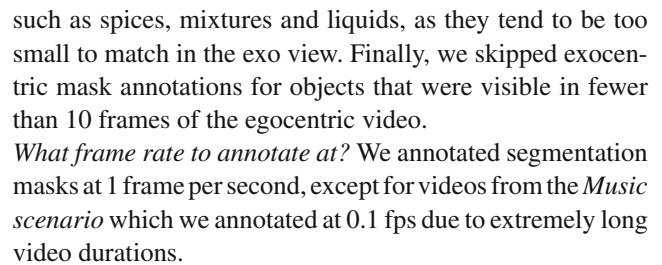 such as spices, mixtures and liquids, as they tend to be too
small to match in the exo view. Finally, we skipped exocen-
tric mask annotations for objects that were visible in fewer
than 10 frames of the egocentric video.
What frame rate to annotate at? We annotated segmentation
masks at 1 frame per second, except for videos from the Music
scenario which we annotated at 0.1 fps due to extremely long
video durations.